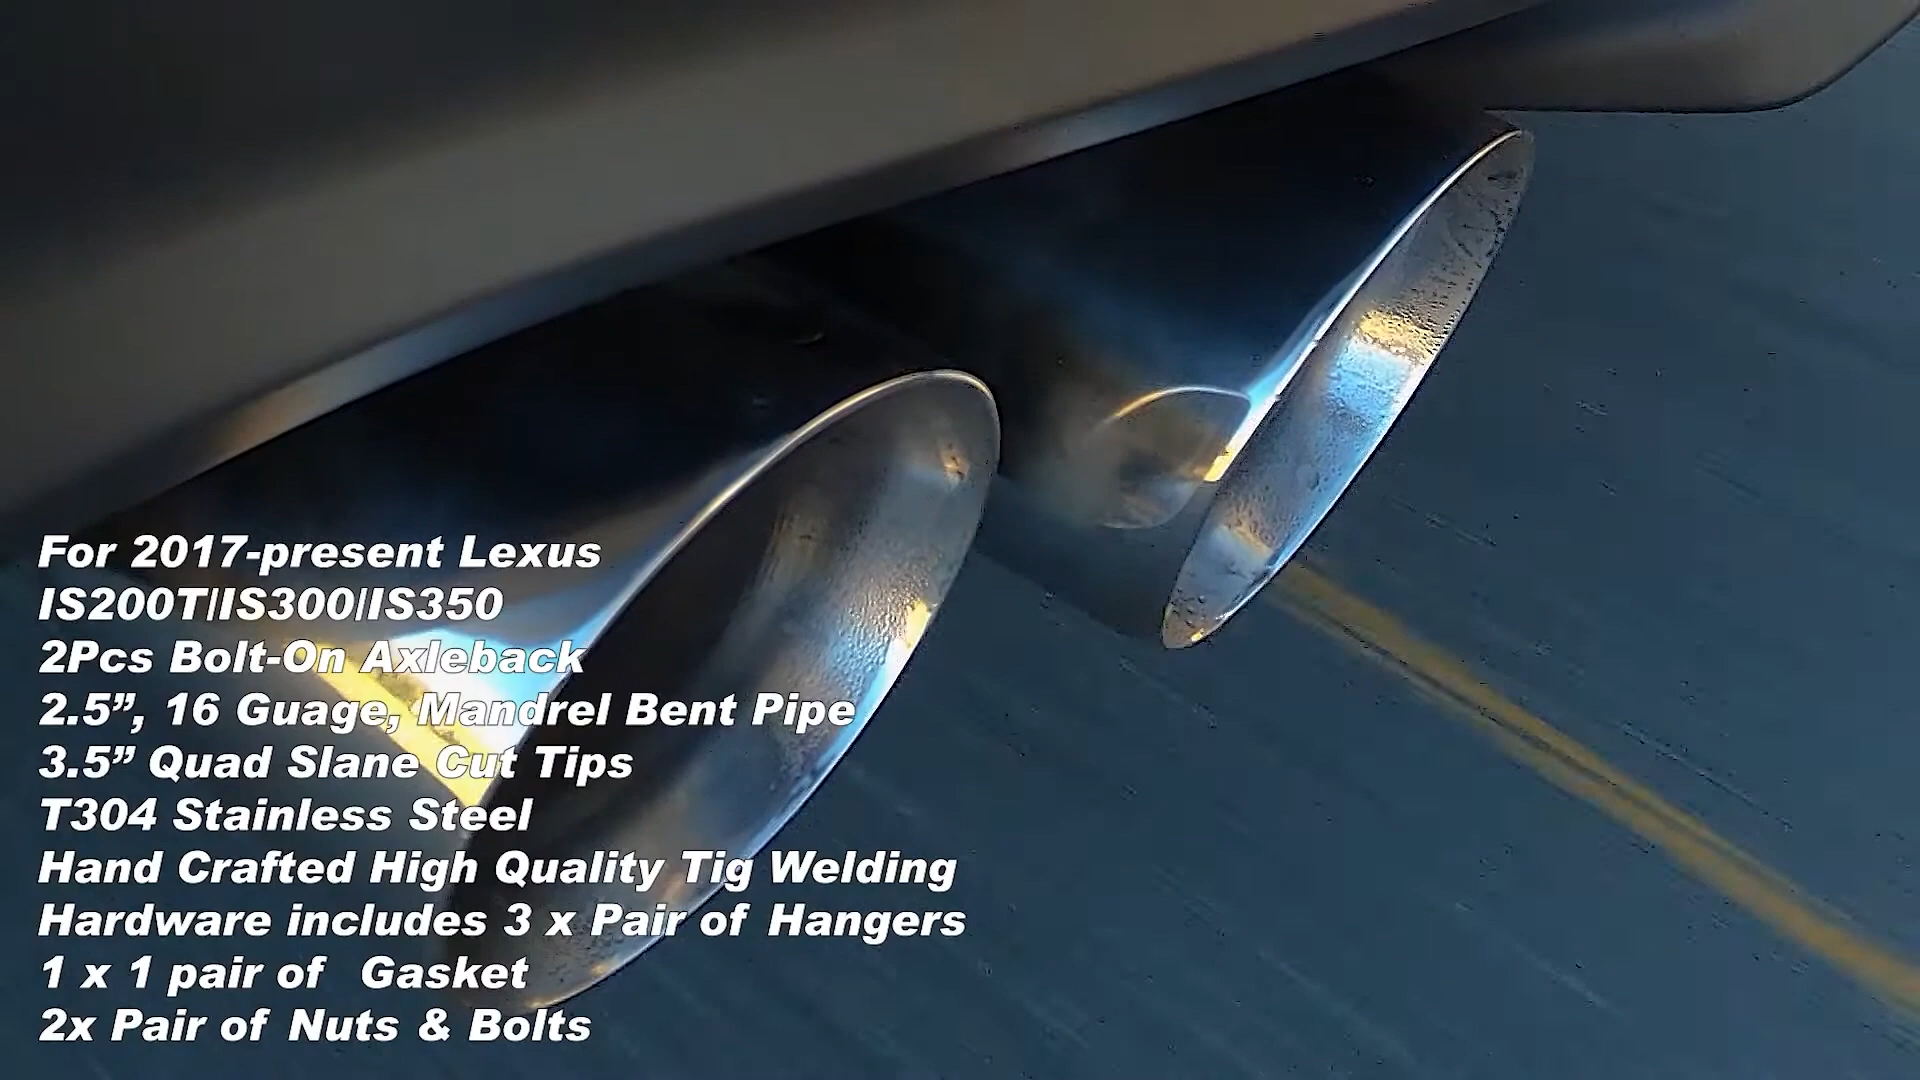 For 2017-present Lexus
IS200T|IS300|IS350
2Pcs Bolt-On Axleback
2.5”, 16 Guage, Mandrel Bent Pipe
3.5” Quad Slane Cut Tips
T304 Stainless Steel
Hand Crafted High Quality Tig Welding
Hardware includes 3 x Pair of Hangers
1 x 1 pair of Gasket
2x Pair of Nuts & Bolts